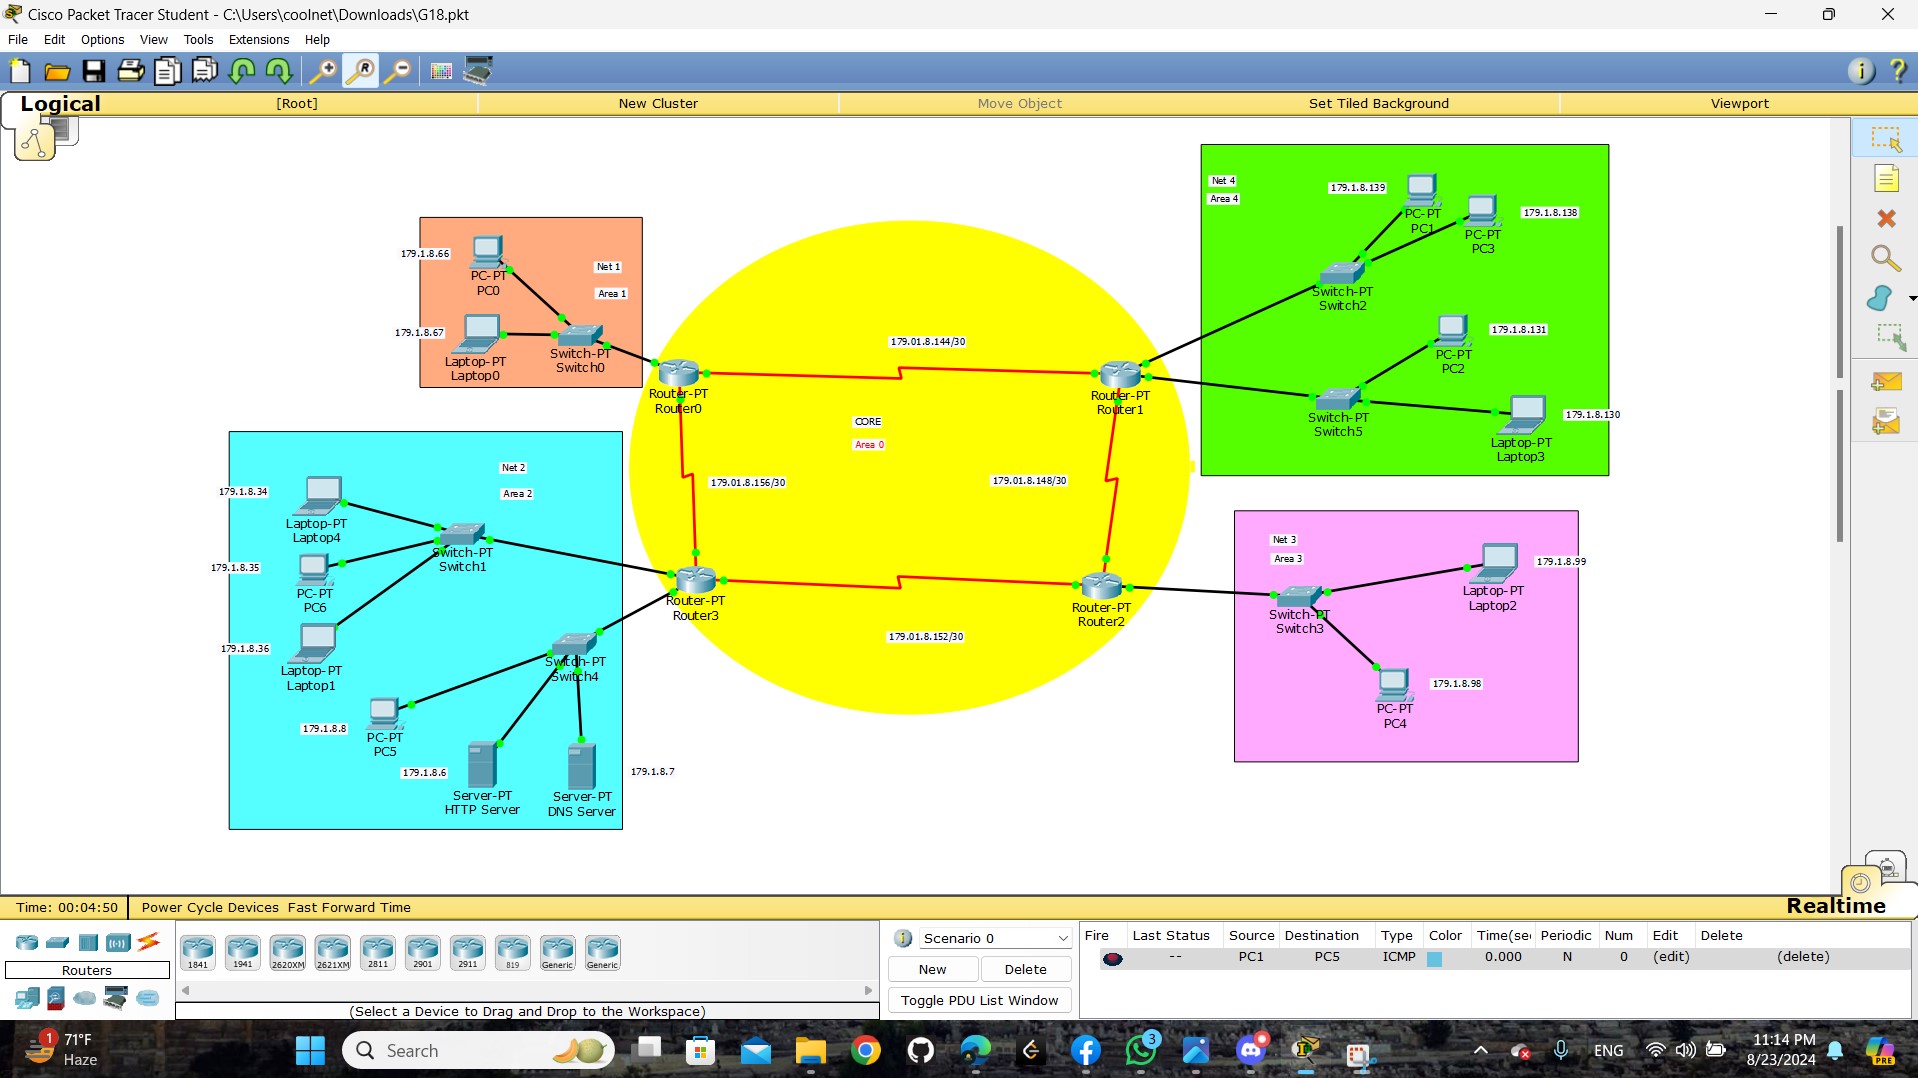 Cisco Packet Tracer Student - C:\Users\coolnet\Downloads\G18.pkt
File Edit Options View Tools Extensions Help
Logical [Root] New Cluster Move Object Set Tiled Background Viewport
Net 1
Area 1
179.1.8.66
PC-PT
PC0
179.1.8.67
Laptop-PT
Laptop0
Switch-PT
Switch0
Net 2
Area 2
179.1.8.34
Laptop-PT
Laptop4
179.1.8.35
PC-PT
PC6
179.1.8.36
Laptop-PT
Laptop1
Switch-PT
Switch1
Switch-PT
Switch4
179.1.8.8
PC-PT
PC5
179.1.8.6
Server-PT
HTTP Server
179.1.8.7
Server-PT
DNS Server
179.01.8.144/30
Router-PT
Router0
Router-PT
Router1
CORE
Area 0
179.01.8.156/30
179.01.8.148/30
Router-PT
Router3
Router-PT
Router2
179.01.8.152/30
Net 4
Area 4
179.1.8.139
PC-PT
PC1
179.1.8.138
PC-PT
PC3
Switch-PT
Switch2
179.1.8.131
PC-PT
PC2
Switch-PT
Switch5
179.1.8.130
Laptop-PT
Laptop3
Net 3
Area 3
179.1.8.99
Laptop-PT
Laptop2
Switch-PT
Switch3
179.1.8.98
PC-PT
PC4
Time: 00:04:50 Power Cycle Devices Fast Forward Time Realtime
Routers
1841 1941 2620XM 2621XM 2811 2901 2911 819 Generic Generic
(Select a Device to Drag and Drop to the Workspace)
Scenario 0
New Delete
Toggle PDU List Window
Fire Last Status Source Destination Type Color Time(sec Periodic Num Edit Delete
-- PC1 PC5 ICMP 0.000 N 0 (edit) (delete)
1 71°F
Haze
Search
3
ENG
11:14 PM
8/23/2024
PRE